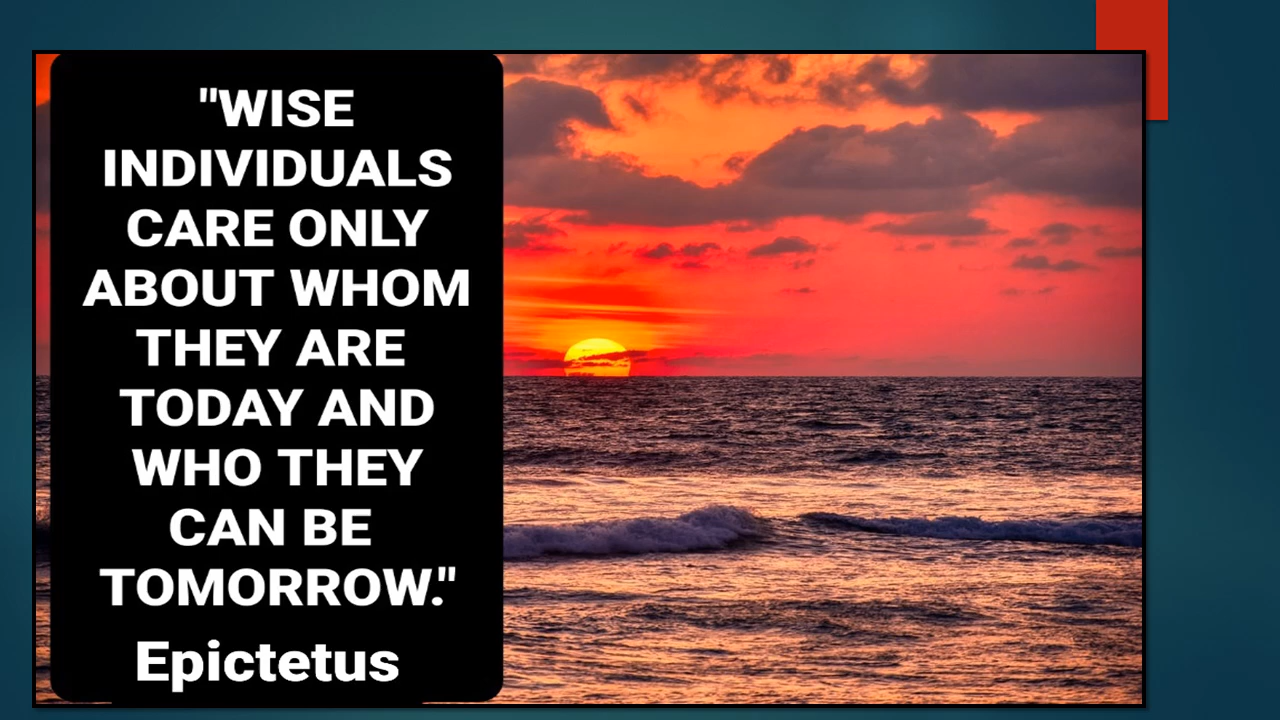 "WISE
INDIVIDUALS
CARE ONLY
ABOUT WHOM
THEY ARE
TODAY AND
WHO THEY
CAN BE
TOMORROW."
Epictetus